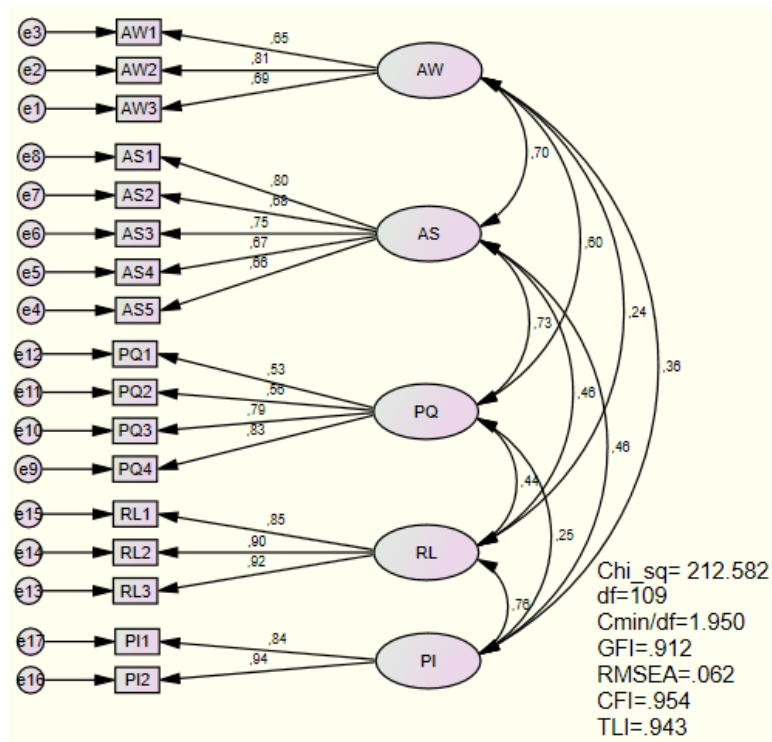 e3 AW1 ,65
e2 AW2 ,81 AW
e1 AW3 ,69
,70
e8 AS1 ,80
e7 AS2 ,68
e6 AS3 ,75 AS ,60
e5 AS4 ,67
e4 AS5 ,66
,24
,73
e12 PQ1 ,53 ,36
e11 PQ2 ,56 ,46
e10 PQ3 ,79 PQ
e9 PQ4 ,83 ,46
,44
e15 RL1 ,85 ,25
e14 RL2 ,90 RL
e13 RL3 ,92
,76
e17 PI1 ,84
e16 PI2 ,94 PI
Chi_sq= 212.582
df=109
Cmin/df=1.950
GFI=.912
RMSEA=.062
CFI=.954
TLI=.943